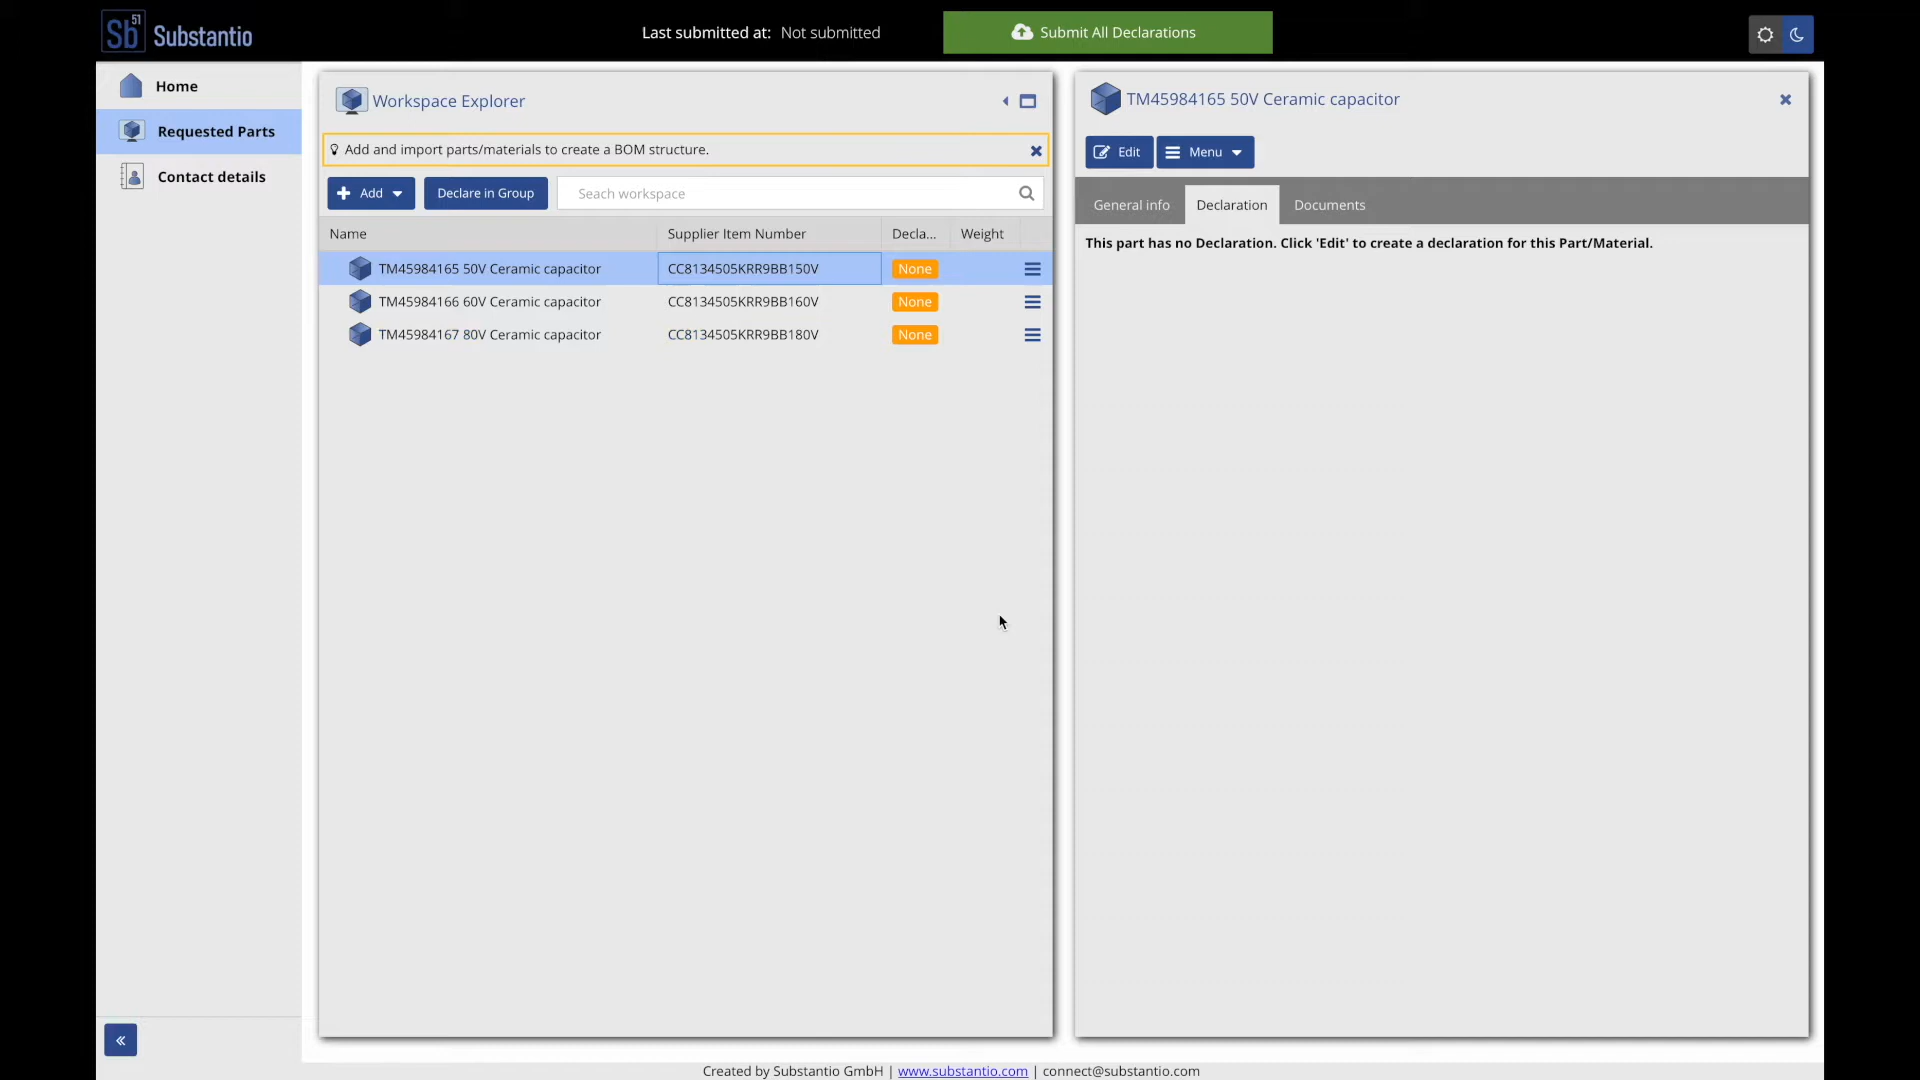 Sb 51 Substantio
Last submitted at: Not submitted
Submit All Declarations
Home
Requested Parts
Contact details
Workspace Explorer
Add and import parts/materials to create a BOM structure.
Add
Declare in Group
Seach workspace
Name Supplier Item Number Decla... Weight
TM45984165 50V Ceramic capacitor CC8134505KRR9BB150V None
TM45984166 60V Ceramic capacitor CC8134505KRR9BB160V None
TM45984167 80V Ceramic capacitor CC8134505KRR9BB180V None
TM45984165 50V Ceramic capacitor
Edit Menu
General info Declaration Documents
This part has no Declaration. Click 'Edit' to create a declaration for this Part/Material.
Created by Substantio GmbH | www.substantio.com | connect@substantio.com